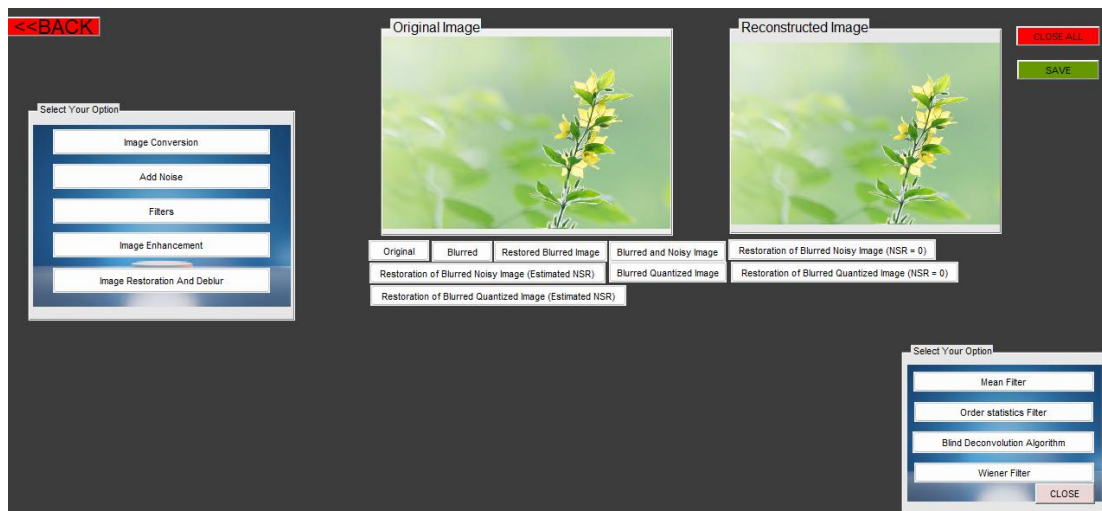 <<BACK
Original Image
Reconstructed Image
CLOSE ALL
SAVE
Select Your Option
Image Conversion
Add Noise
Filters
Image Enhancement
Image Restoration And Deblur
Original
Blurred
Restored Blurred Image
Blurred and Noisy Image
Restoration of Blurred Noisy Image (NSR = 0)
Restoration of Blurred Noisy Image (Estimated NSR)
Blurred Quantized Image
Restoration of Blurred Quantized Image (NSR = 0)
Restoration of Blurred Quantized Image (Estimated NSR)
Select Your Option
Mean Filter
Order statistics Filter
Blind Deconvolution Algorithm
Wiener Filter
CLOSE